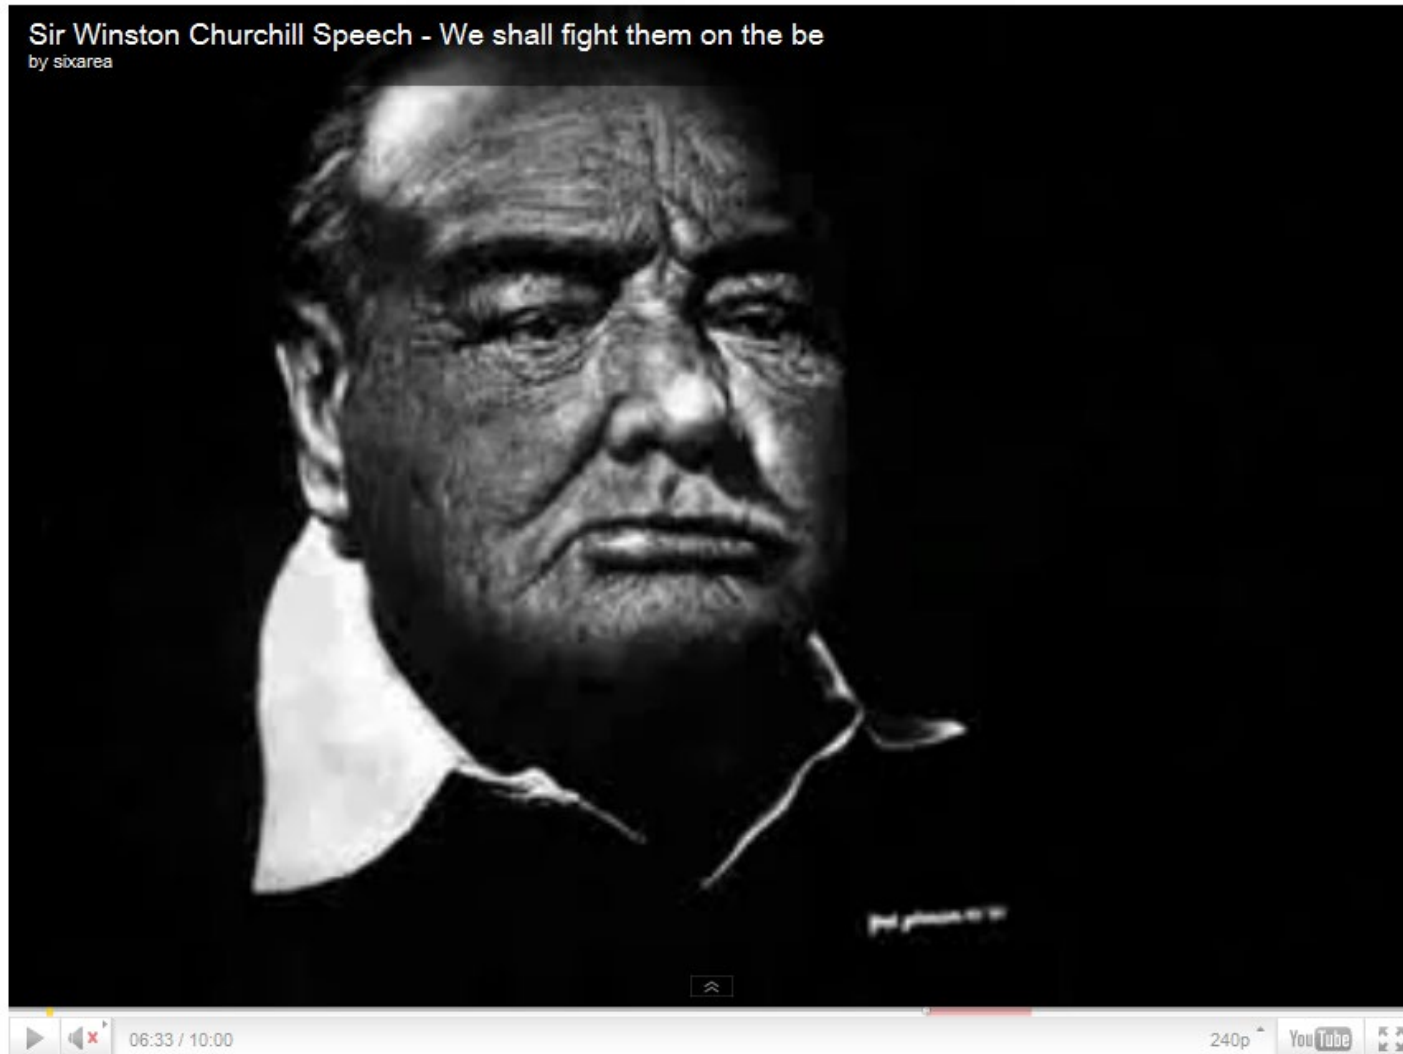 Sir Winston Churchill Speech - We shall fight them on the be
by sixarea
06:33 / 10:00
240p
YouTube